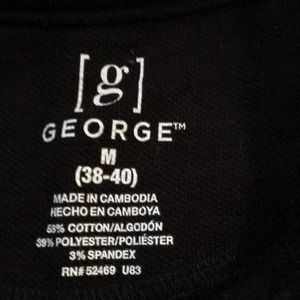 [g]
GEORGE™
M
(38-40)
MADE IN CAMBODIA
HECHO EN CAMBOYA
58% COTTON/ALGODÓN
39% POLYESTER/POLIÉSTER
3% SPANDEX
RN# 52469 U83